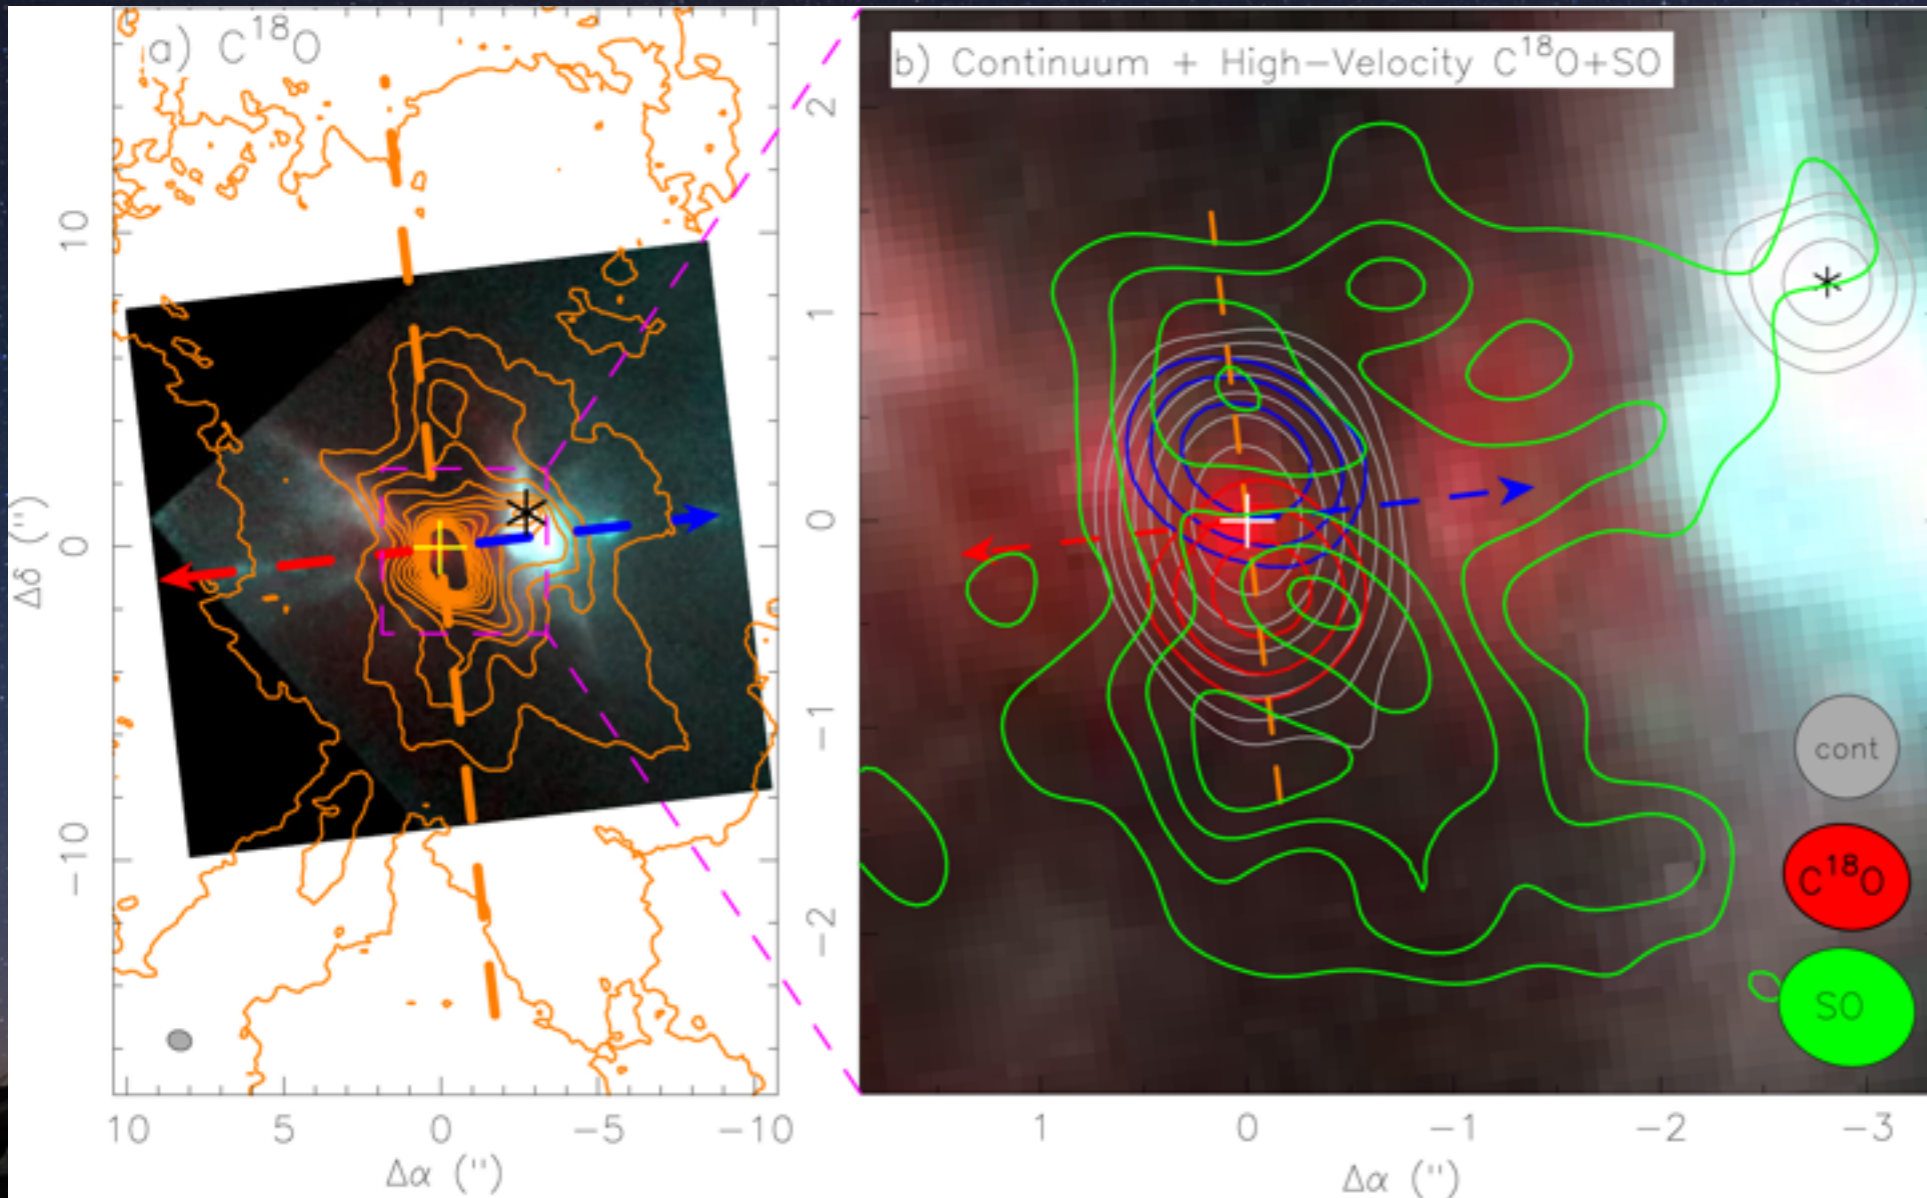 a) C¹⁸O
b) Continuum + High-Velocity C¹⁸O+SO
10
0
-10
Δδ (")
10
5
0
-5
-10
Δα (")
2
1
0
-1
-2
1
0
-1
-2
-3
Δα (")
cont
C¹⁸O
SO